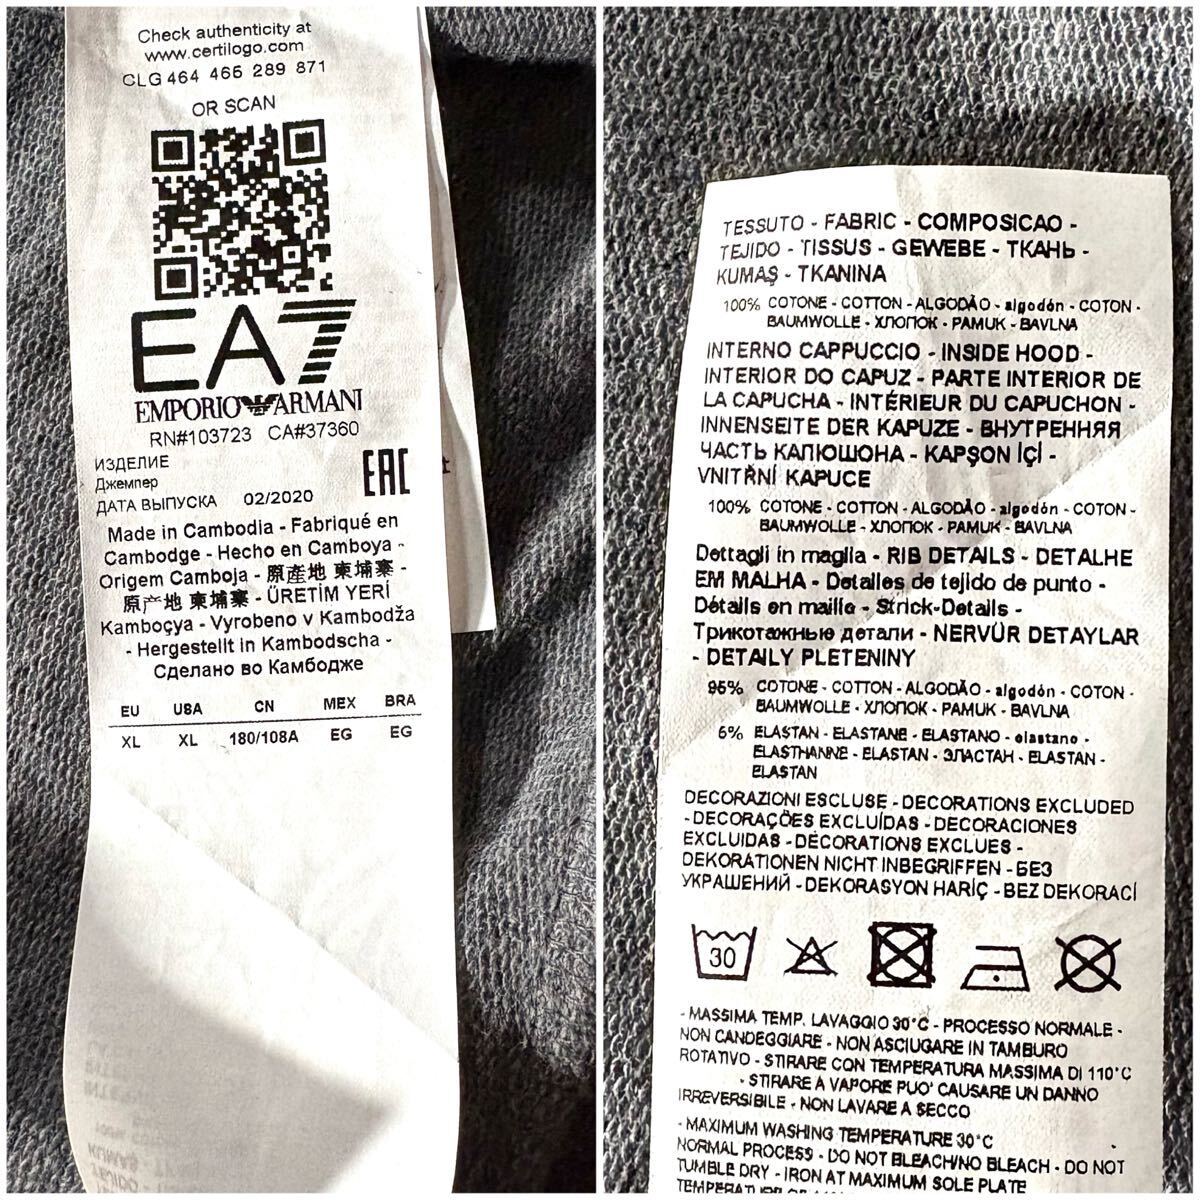 Check authenticity at
www.certilogo.com
CLG 464 465 289 871
OR SCAN
EA7
EMPORIO ARMANI
RN#103723 CA#37360
ИЗДЕЛИЕ
Джемпер
ДАТА ВЫПУСКА 02/2020
EAC
Made in Cambodia - Fabriqué en
Cambodge - Hecho en Camboya -
Origem Camboja - 原產地 柬埔寨 -
原产地 柬埔寨 - ÜRETİM YERİ
Kamboçya - Vyrobeno v Kambodža
- Hergestellt in Kambodscha -
Сделано во Камбодже
EU USA CN MEX BRA
XL XL 180/108A EG EG
TESSUTO - FABRIC - COMPOSICAO -
TEJIDO - TISSUS - GEWEBE - ТКАНЬ -
KUMAŞ - TKANINA
100% COTONE - COTTON - ALGODÃO - algodón - COTON -
BAUMWOLLE - ХЛОПОК - PAMUK - BAVLNA
INTERNO CAPPUCCIO - INSIDE HOOD -
INTERIOR DO CAPUZ - PARTE INTERIOR DE
LA CAPUCHA - INTÉRIEUR DU CAPUCHON -
INNENSEITE DER KAPUZE - ВНУТРЕННЯЯ
ЧАСТЬ КАПЮШОНА - KAPŞON İÇİ -
VNITŘNÍ KAPUCE
100% COTONE - COTTON - ALGODÃO - algodón - COTON -
BAUMWOLLE - ХЛОПОК - PAMUK - BAVLNA
Dettagli in maglia - RIB DETAILS - DETALHE
EM MALHA - Detalles de tejido de punto -
Détails en maille - Strick-Details -
Трикотажные детали - NERVÜR DETAYLAR
- DETAILY PLETENINY
95% COTONE - COTTON - ALGODÃO - algodón - COTON -
BAUMWOLLE - ХЛОПОК - PAMUK - BAVLNA
5% ELASTAN - ELASTANE - ELASTANO - elastano -
ELASTHANNE - ELASTAN - ЭЛАСТАН - ELASTAN -
ELASTAN
DECORAZIONI ESCLUSE - DECORATIONS EXCLUDED
- DECORAÇÕES EXCLUÍDAS - DECORACIONES
EXCLUIDAS - DECORATIONS EXCLUES -
DEKORATIONEN NICHT INBEGRIFFEN - БЕЗ
УКРАШЕНИЙ - DEKORASYON HARİÇ - BEZ DEKORACÍ
30
- MASSIMA TEMP. LAVAGGIO 30°C - PROCESSO NORMALE -
NON CANDEGGIARE - NON ASCIUGARE IN TAMBURO
ROTATIVO - STIRARE CON TEMPERATURA MASSIMA DI 110°C
- STIRARE A VAPORE PUO' CAUSARE UN DANNO
IRREVERSIBILE - NON LAVARE A SECCO
- MAXIMUM WASHING TEMPERATURE 30°C
NORMAL PROCESS - DO NOT BLEACH/NO BLEACH - DO NOT
TUMBLE DRY - IRON AT MAXIMUM SOLE PLATE
TEMPERATURE OF